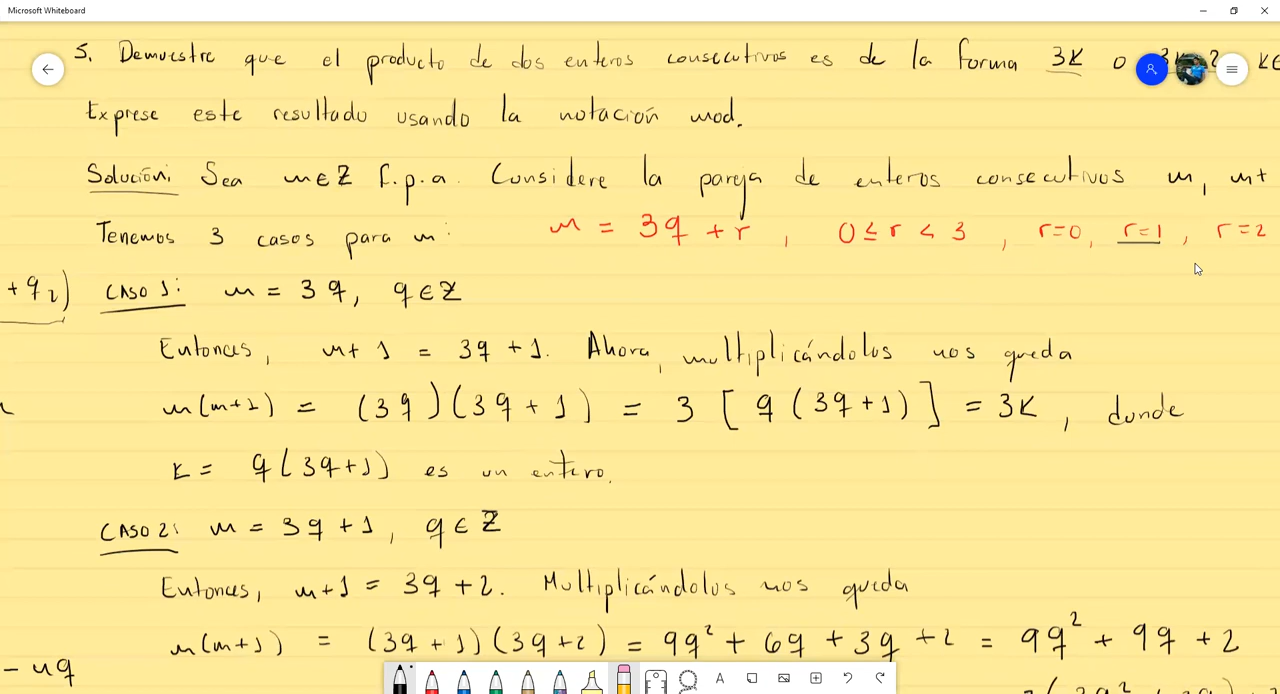 Microsoft Whiteboard
5. Demuestre que el producto de dos enteros consecutivos es de la forma 3K o
Exprese este resultado usando la notación mod.
Solución: Sea m∈Z f.p.a. Considere la pareja de enteros consecutivos m, m+
Tenemos 3 casos para m: m = 3q + r, 0 ≤ r < 3, r=0, r=1, r=2
+ q2)
CASO 1: m = 3q, q∈Z
Entonces, m+1 = 3q+1. Ahora, multiplicándolos nos queda
m(m+1) = (3q)(3q+1) = 3[q(3q+1)] = 3K, donde
K = q(3q+1) es un entero.
CASO 2: m = 3q+1, q∈Z
Entonces, m+1 = 3q+2. Multiplicándolos nos queda
m(m+1) = (3q+1)(3q+2) = 9q² + 6q + 3q + 2 = 9q² + 9q + 2